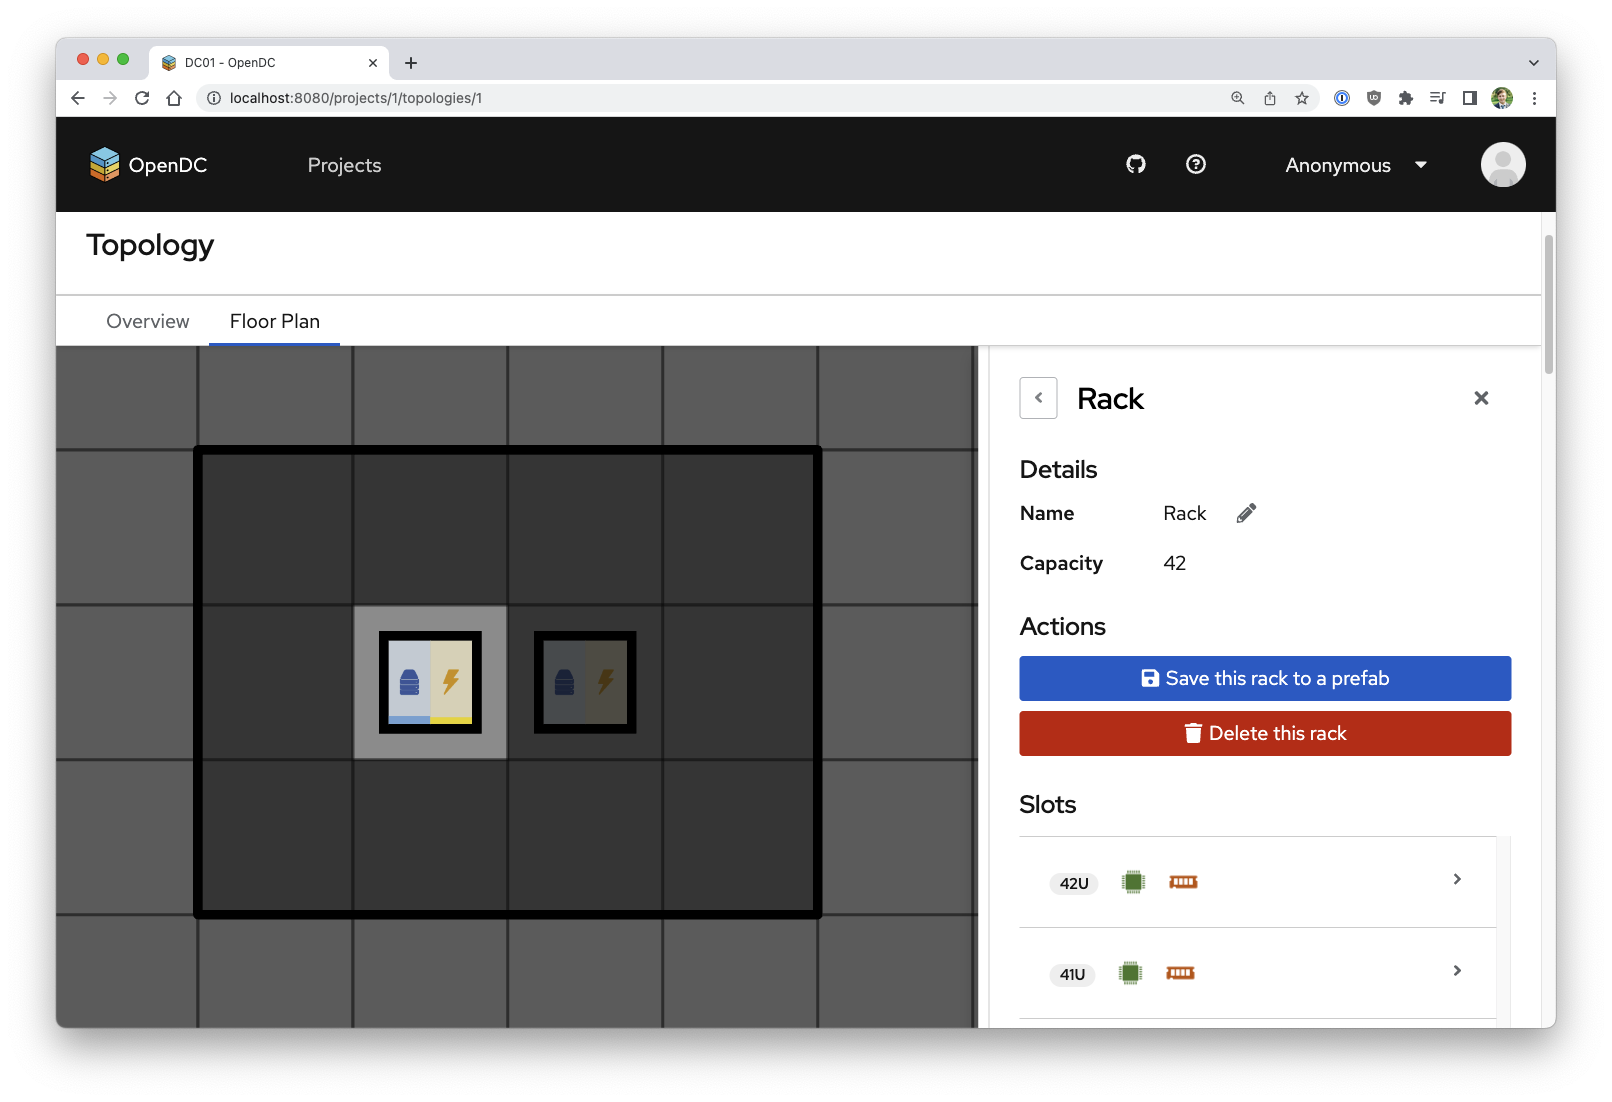 DC01 - OpenDC
localhost:8080/projects/1/topologies/1
OpenDC
Projects
Anonymous
Topology
Overview
Floor Plan
Rack
Details
Name Rack
Capacity 42
Actions
Save this rack to a prefab
Delete this rack
Slots
42U
41U